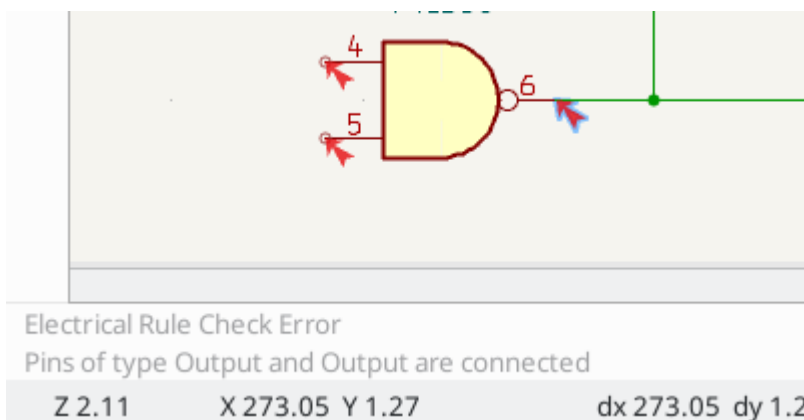 4
6
5
Electrical Rule Check Error
Pins of type Output and Output are connected
Z 2.11 X 273.05 Y 1.27 dx 273.05 dy